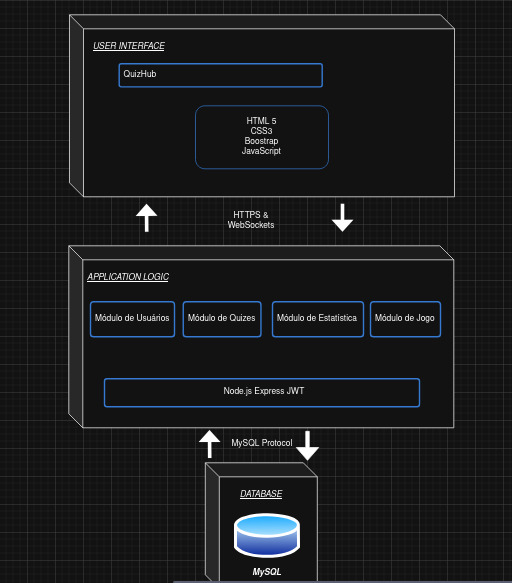 USER INTERFACE
QuizHub
HTML 5
CSS3
Boostrap
JavaScript
HTTPS &
WebSockets
APPLICATION LOGIC
Módulo de Usuários
Módulo de Quizes
Módulo de Estatística
Módulo de Jogo
Node.js Express JWT
MySQL Protocol
DATABASE
MySQL